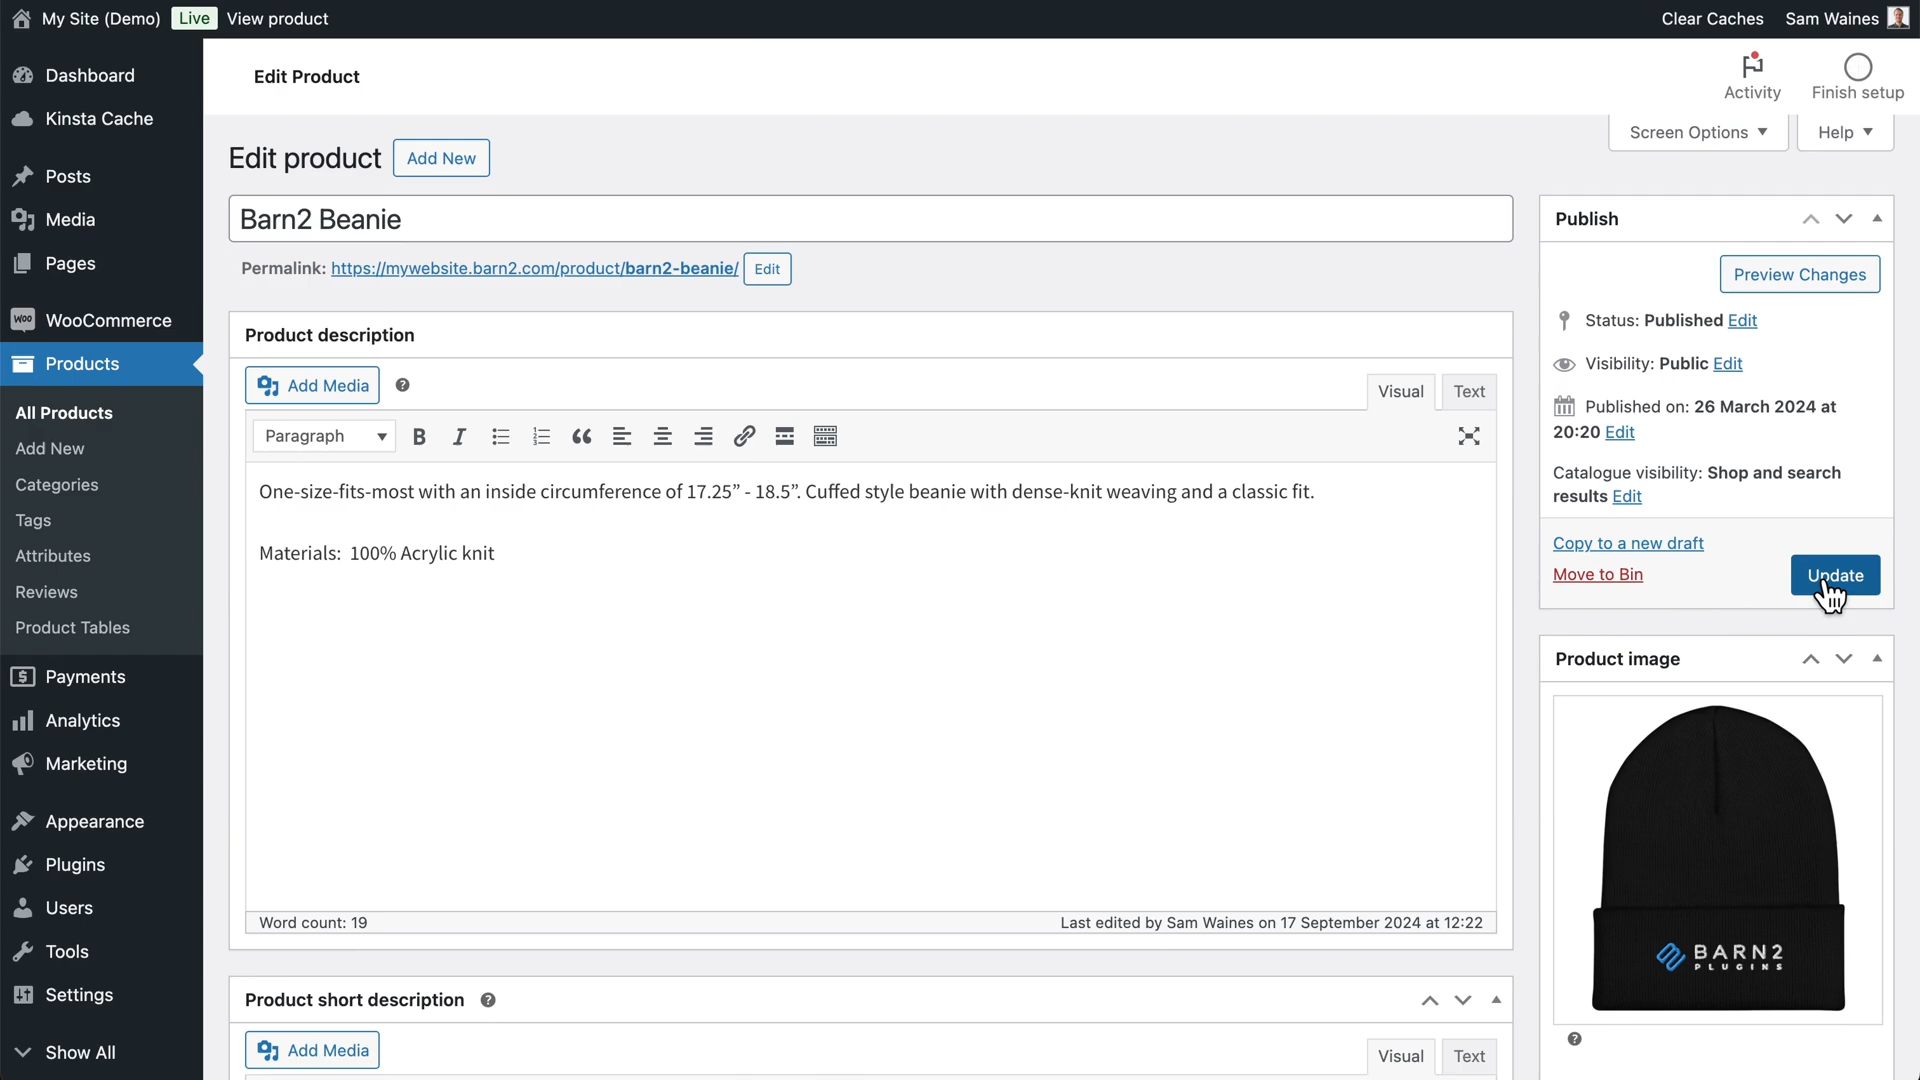 My Site (Demo) Live View product
Clear Caches Sam Waines
Dashboard
Kinsta Cache
Posts
Media
Pages
WOO WooCommerce
Products
All Products
Add New
Categories
Tags
Attributes
Reviews
Product Tables
Payments
Analytics
Marketing
Appearance
Plugins
Users
Tools
Settings
Show All
Edit Product
Activity
Finish setup
Screen Options
Help
Edit product Add New
Barn2 Beanie
Permalink: https://mywebsite.barn2.com/product/barn2-beanie/ Edit
Product description
Add Media
Visual Text
Paragraph
One-size-fits-most with an inside circumference of 17.25” - 18.5”. Cuffed style beanie with dense-knit weaving and a classic fit.
Materials: 100% Acrylic knit
Word count: 19
Last edited by Sam Waines on 17 September 2024 at 12:22
Product short description
Add Media
Visual Text
Publish
Preview Changes
Status: Published Edit
Visibility: Public Edit
Published on: 26 March 2024 at
20:20 Edit
Catalogue visibility: Shop and search
results Edit
Copy to a new draft
Move to Bin
Update
Product image
BARN2
PLUGINS